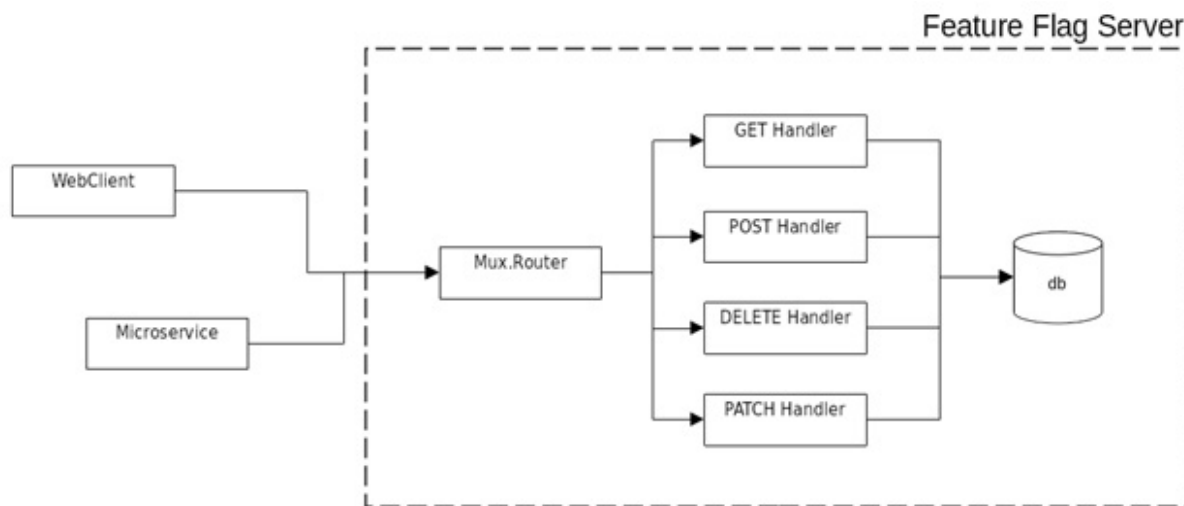 Feature Flag Server
GET Handler
WebClient
POST Handler
Mux.Router
db
DELETE Handler
Microservice
PATCH Handler